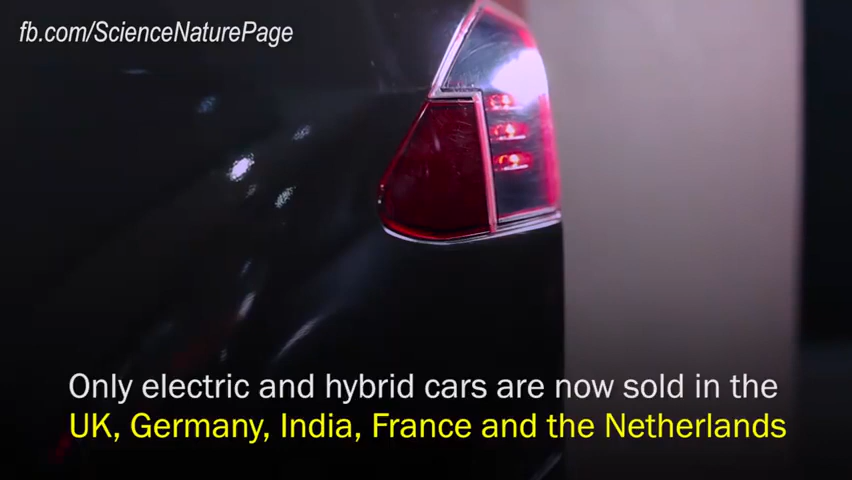 fb.com/ScienceNaturePage
Only electric and hybrid cars are now sold in the
UK, Germany, India, France and the Netherlands